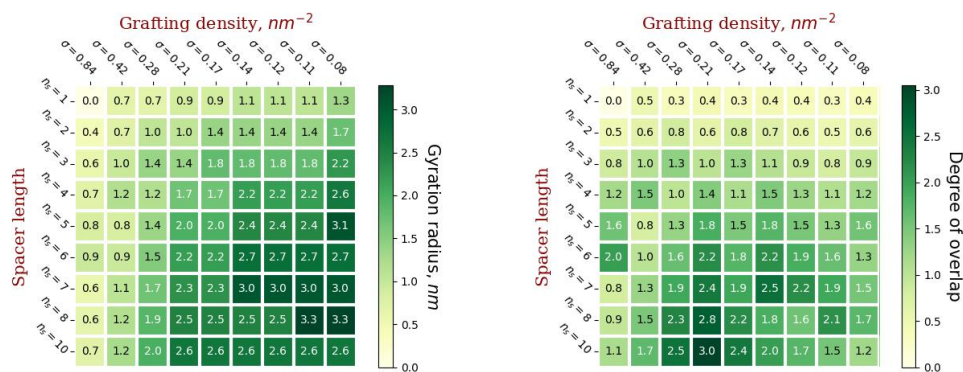 Grafting density, nm⁻²
σ=0.84 σ=0.42 σ=0.28 σ=0.21 σ=0.17 σ=0.14 σ=0.12 σ=0.11 σ=0.08
Spacer length
nₛ=1 0.0 0.7 0.7 0.9 0.9 1.1 1.1 1.1 1.3
nₛ=2 0.4 0.7 1.0 1.0 1.4 1.4 1.4 1.4 1.7
nₛ=3 0.6 1.0 1.4 1.4 1.8 1.8 1.8 1.8 2.2
nₛ=4 0.7 1.2 1.2 1.7 1.7 2.2 2.2 2.2 2.6
nₛ=5 0.8 0.8 1.4 2.0 2.0 2.4 2.4 2.4 3.1
nₛ=6 0.9 0.9 1.5 2.2 2.2 2.7 2.7 2.7 2.7
nₛ=7 0.6 1.1 1.7 2.3 2.3 3.0 3.0 3.0 3.0
nₛ=8 0.6 1.2 1.9 2.5 2.5 2.5 2.5 3.3 3.3
nₛ=10 0.7 1.2 2.0 2.6 2.6 2.6 2.6 2.6 2.6
3.0
2.5
2.0
1.5
1.0
0.5
0.0
Gyration radius, nm
Grafting density, nm⁻²
σ=0.84 σ=0.42 σ=0.28 σ=0.21 σ=0.17 σ=0.14 σ=0.12 σ=0.11 σ=0.08
Spacer length
nₛ=1 0.0 0.5 0.3 0.4 0.3 0.4 0.4 0.3 0.4
nₛ=2 0.5 0.6 0.8 0.6 0.8 0.7 0.6 0.5 0.6
nₛ=3 0.8 1.0 1.3 1.0 1.3 1.1 0.9 0.8 0.9
nₛ=4 1.2 1.5 1.0 1.4 1.1 1.5 1.3 1.1 1.2
nₛ=5 1.6 0.8 1.3 1.8 1.5 1.8 1.5 1.3 1.6
nₛ=6 2.0 1.0 1.6 2.2 1.8 2.2 1.9 1.6 1.3
nₛ=7 0.8 1.3 1.9 2.4 1.9 2.5 2.2 1.9 1.5
nₛ=8 0.9 1.5 2.3 2.8 2.2 1.8 1.6 2.1 1.7
nₛ=10 1.1 1.7 2.5 3.0 2.4 2.0 1.7 1.5 1.2
3.0
2.5
2.0
1.5
1.0
0.5
0.0
Degree of overlap